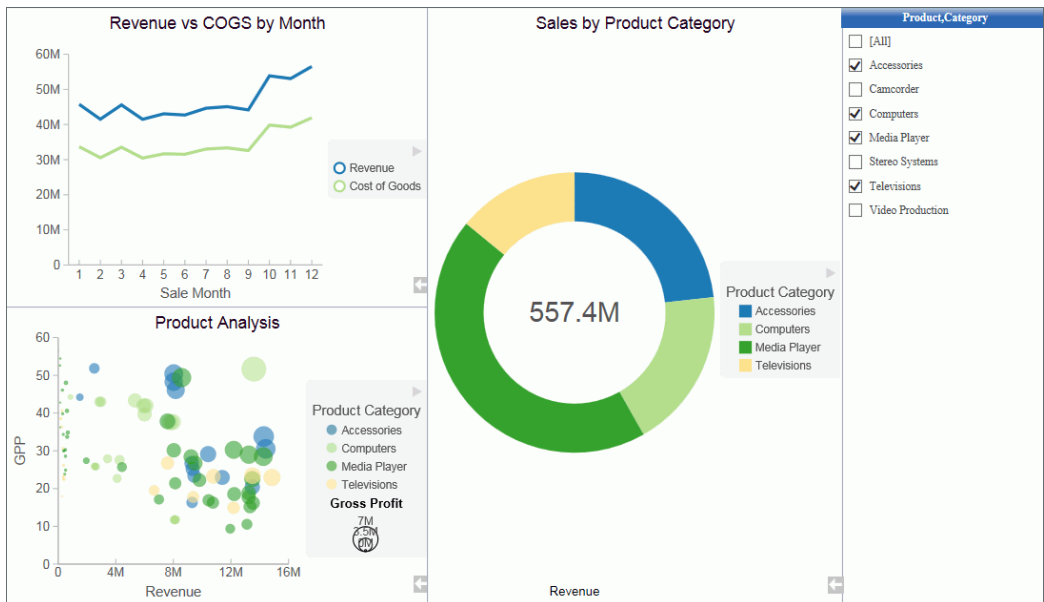 Revenue vs COGS by Month
60M
50M
40M
30M
20M
10M
0
1 2 3 4 5 6 7 8 9 10 11 12
Sale Month
Revenue
Cost of Goods
Product Analysis
60
50
40
30
20
10
0
GPP
0 4M 8M 12M 16M
Revenue
Product Category
Accessories
Computers
Media Player
Televisions
Gross Profit
7M
3.5M
0M
Sales by Product Category
557.4M
Product Category
Accessories
Computers
Media Player
Televisions
Revenue
Product,Category
[All]
Accessories
Camcorder
Computers
Media Player
Stereo Systems
Televisions
Video Production